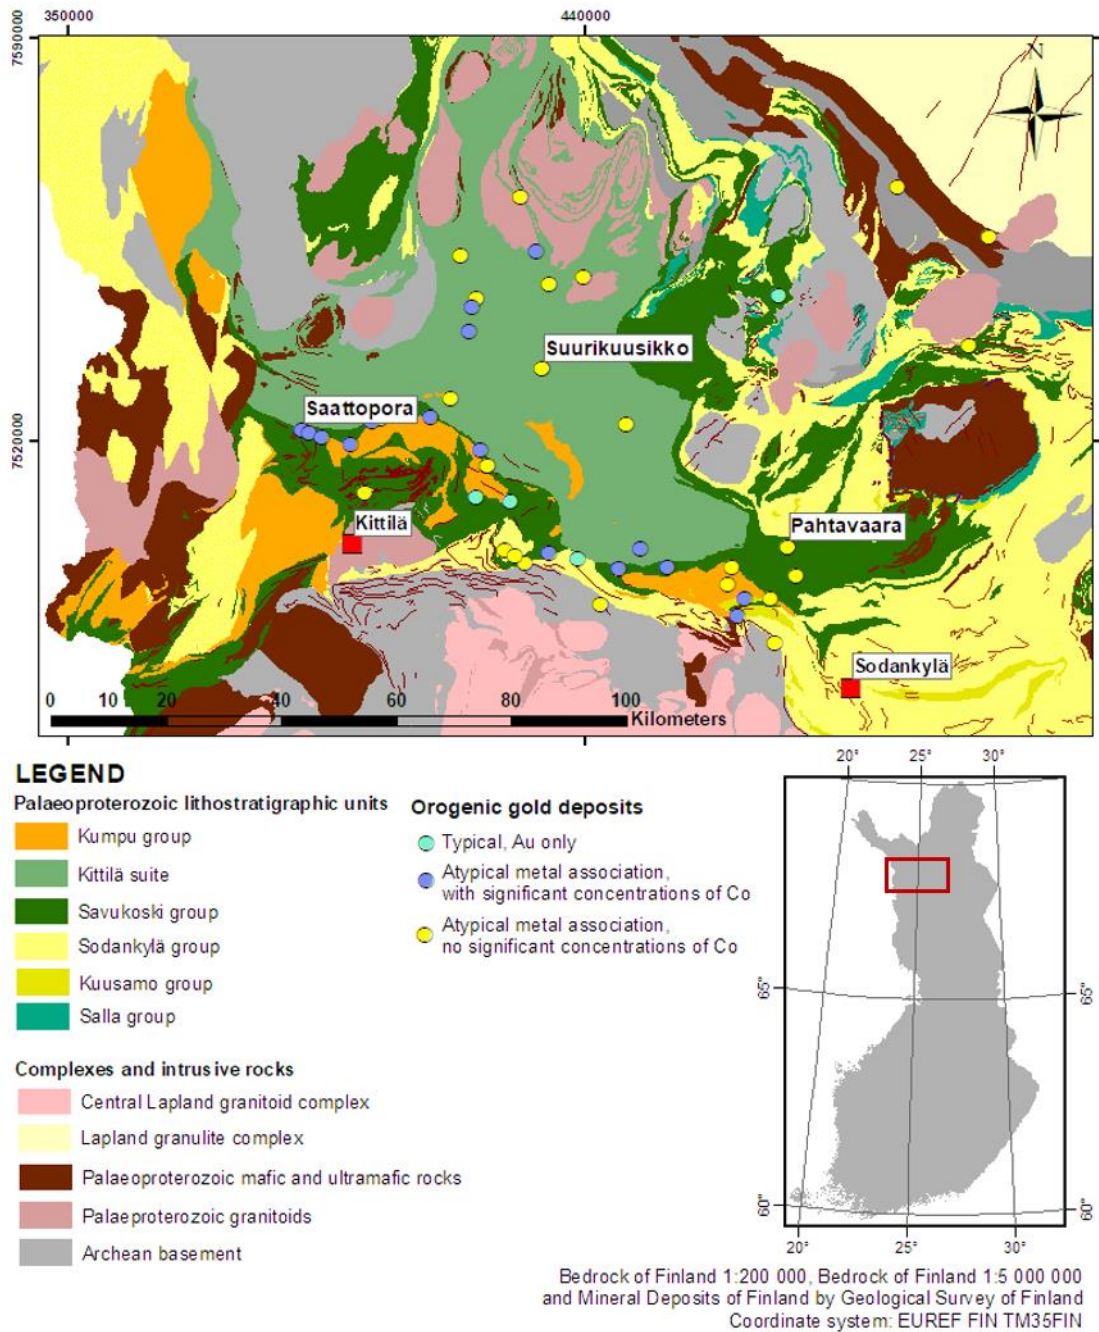 350000
440000
7590000
N
Suurikuusikko
Saattopora
7520000
Kittilä
Pahtavaara
Sodankylä
0 20 40 60 80 100
Kilometers
LEGEND
Palaeoproterozoic lithostratigraphic units
Kumpu group
Kittilä suite
Savukoski group
Sodankylä group
Kuusamo group
Salla group
Complexes and intrusive rocks
Central Lapland granitoid complex
Lapland granulite complex
Palaeoproterozoic mafic and ultramafic rocks
Palaeproterozoic granitoids
Archean basement
Orogenic gold deposits
Typical, Au only
Atypical metal association,
with significant concentrations of Co
Atypical metal association,
no significant concentrations of Co
20° 25° 30°
65° 65°
60° 60°
20° 25° 30°
Bedrock of Finland 1:200 000, Bedrock of Finland 1:5 000 000
and Mineral Deposits of Finland by Geological Survey of Finland
Coordinate system: EUREF FIN TM35FIN